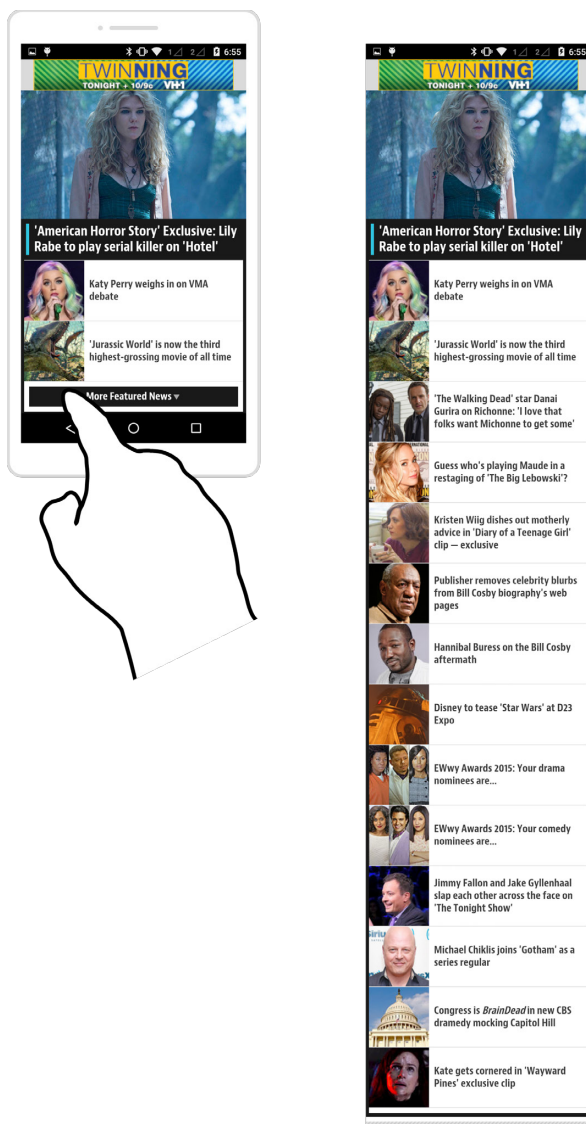 1 2 6:55
TWINNING
TONIGHT + 10/9c VH1
'American Horror Story' Exclusive: Lily
Rabe to play serial killer on 'Hotel'
Katy Perry weighs in on VMA
debate
'Jurassic World' is now the third
highest-grossing movie of all time
More Featured News
1 2 6:55
TWINNING
TONIGHT + 10/9c VH1
'American Horror Story' Exclusive: Lily
Rabe to play serial killer on 'Hotel'
Katy Perry weighs in on VMA
debate
'Jurassic World' is now the third
highest-grossing movie of all time
'The Walking Dead' star Danai
Gurira on Richonne: 'I love that
folks want Michonne to get some'
Guess who's playing Maude in a
restaging of 'The Big Lebowski'?
Kristen Wiig dishes out motherly
advice in 'Diary of a Teenage Girl'
clip — exclusive
Publisher removes celebrity blurbs
from Bill Cosby biography's web
pages
Hannibal Buress on the Bill Cosby
aftermath
Disney to tease 'Star Wars' at D23
Expo
EWwy Awards 2015: Your drama
nominees are...
EWwy Awards 2015: Your comedy
nominees are...
Jimmy Fallon and Jake Gyllenhaal
slap each other across the face on
'The Tonight Show'
Michael Chiklis joins 'Gotham' as a
series regular
Congress is BrainDead in new CBS
dramedy mocking Capitol Hill
Kate gets cornered in 'Wayward
Pines' exclusive clip